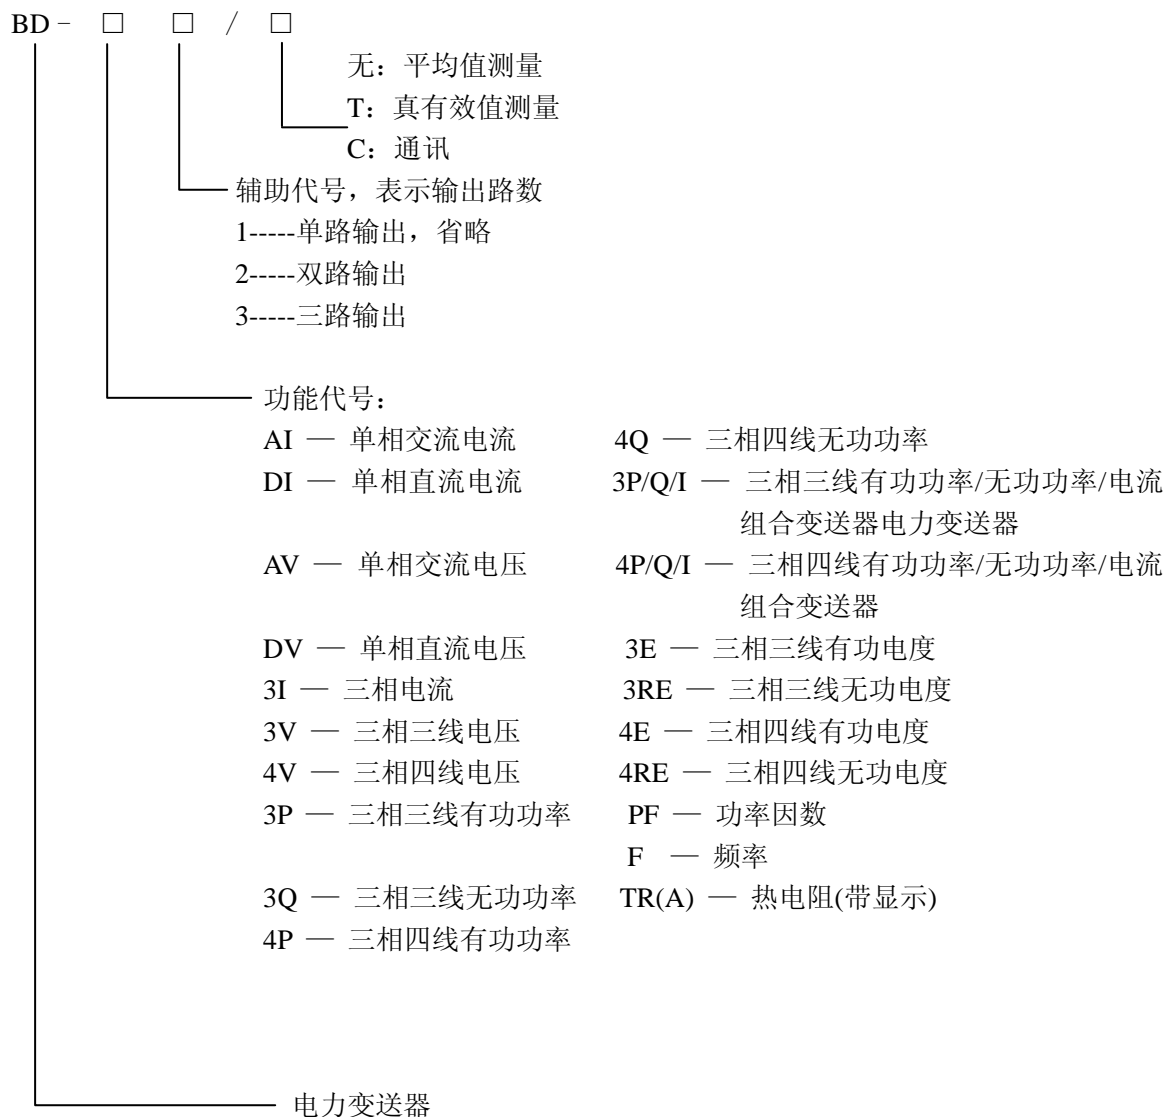 BD - □ □ / □
无：平均值测量
T：真有效值测量
C：通讯
辅助代号，表示输出路数
1-----单路输出，省略
2-----双路输出
3-----三路输出
功能代号：
AI — 单相交流电流 4Q — 三相四线无功功率
DI — 单相直流电流 3P/Q/I — 三相三线有功功率/无功功率/电流
组合变送器电力变送器
AV — 单相交流电压 4P/Q/I — 三相四线有功功率/无功功率/电流
组合变送器
DV — 单相直流电压 3E — 三相三线有功电度
3I — 三相电流 3RE — 三相三线无功电度
3V — 三相三线电压 4E — 三相四线有功电度
4V — 三相四线电压 4RE — 三相四线无功电度
3P — 三相三线有功功率 PF — 功率因数
F — 频率
3Q — 三相三线无功功率 TR(A) — 热电阻(带显示)
4P — 三相四线有功功率
电力变送器